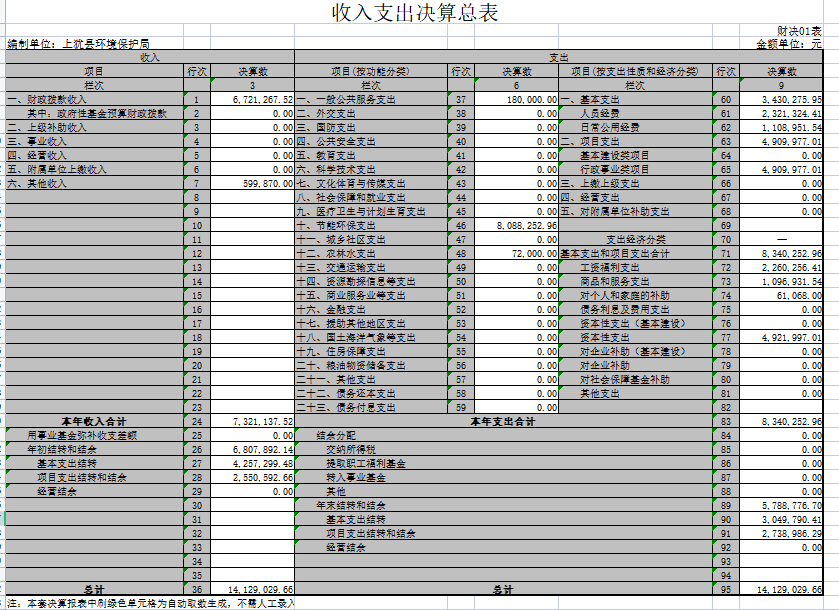 收入支出决算总表
财决01表
编制单位：上犹县环境保护局 金额单位：元
收入 支出
项目 行次 决算数 项目(按功能分类) 行次 决算数 项目(按支出性质和经济分类) 行次 决算数
栏次 3 栏次 6 栏次 9
一、财政拨款收入 1 6,721,267.52 一、一般公共服务支出 37 180,000.00 一、基本支出 60 3,430,275.95
其中：政府性基金预算财政拨款 2 0.00 二、外交支出 38 0.00 人员经费 61 2,321,324.41
二、上级补助收入 3 0.00 三、国防支出 39 0.00 日常公用经费 62 1,108,951.54
三、事业收入 4 0.00 四、公共安全支出 40 0.00 二、项目支出 63 4,909,977.01
四、经营收入 5 0.00 五、教育支出 41 0.00 基本建设类项目 64 0.00
五、附属单位上缴收入 6 0.00 六、科学技术支出 42 0.00 行政事业类项目 65 4,909,977.01
六、其他收入 7 599,870.00 七、文化体育与传媒支出 43 0.00 三、上缴上级支出 66 0.00
8 八、社会保障和就业支出 44 0.00 四、经营支出 67 0.00
9 九、医疗卫生与计划生育支出 45 0.00 五、对附属单位补助支出 68 0.00
10 十、节能环保支出 46 8,088,252.96 69
11 十一、城乡社区支出 47 0.00 支出经济分类 70 —
12 十二、农林水支出 48 72,000.00 基本支出和项目支出合计 71 8,340,252.96
13 十三、交通运输支出 49 0.00 工资福利支出 72 2,260,256.41
14 十四、资源勘探信息等支出 50 0.00 商品和服务支出 73 1,096,931.54
15 十五、商业服务业等支出 51 0.00 对个人和家庭的补助 74 61,068.00
16 十六、金融支出 52 0.00 债务利息及费用支出 75 0.00
17 十七、援助其他地区支出 53 0.00 资本性支出（基本建设） 76 0.00
18 十八、国土海洋气象等支出 54 0.00 资本性支出 77 4,921,997.01
19 十九、住房保障支出 55 0.00 对企业补助（基本建设） 78 0.00
20 二十、粮油物资储备支出 56 0.00 对企业补助 79 0.00
21 二十一、其他支出 57 0.00 对社会保障基金补助 80 0.00
22 二十二、债务还本支出 58 0.00 其他支出 81 0.00
23 二十三、债务付息支出 59 0.00 82
本年收入合计 24 7,321,137.52 本年支出合计 83 8,340,252.96
用事业基金弥补收支差额 25 0.00 结余分配 84 0.00
年初结转和结余 26 6,807,892.14 交纳所得税 85 0.00
基本支出结转 27 4,257,299.48 提取职工福利基金 86 0.00
项目支出结转和结余 28 2,550,592.66 转入事业基金 87 0.00
经营结余 29 0.00 其他 88 0.00
30 年末结转和结余 89 5,788,776.70
31 基本支出结转 90 3,049,790.41
32 项目支出结转和结余 91 2,738,986.29
33 经营结余 92 0.00
34 93
35 94
总计 36 14,129,029.66 总计 95 14,129,029.66
注：本套决算报表中刷绿色单元格为自动取数生成，不需人工录入